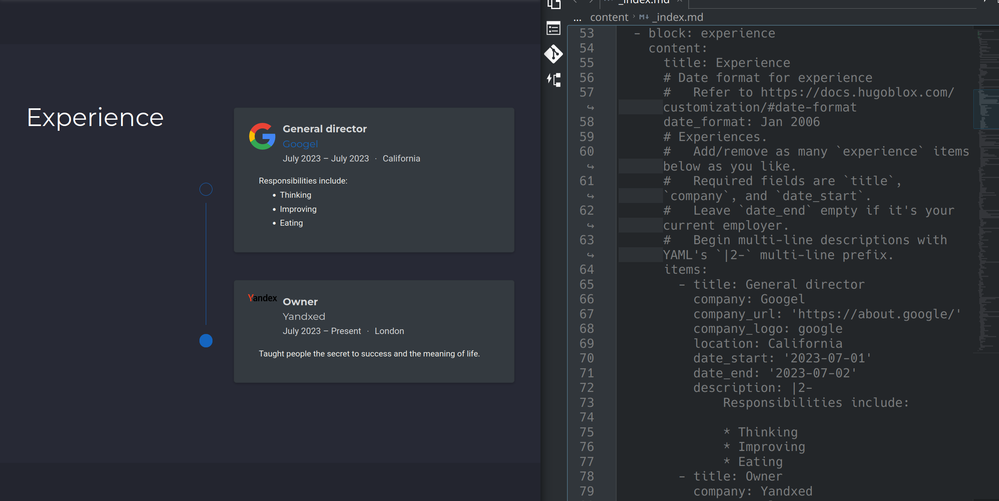 Experience
General director
Googel
July 2023 – July 2023 · California
Responsibilities include:
• Thinking
• Improving
• Eating
Yandex
Owner
Yandxed
July 2023 – Present · London
Taught people the secret to success and the meaning of life.
_index.md
... content › M↓ _index.md
53 - block: experience
54 content:
55 title: Experience
56 # Date format for experience
57 #   Refer to https://docs.hugoblox.com/
customization/#date-format
58 date_format: Jan 2006
59 # Experiences.
60 #   Add/remove as many `experience` items
below as you like.
61 #   Required fields are `title`,
`company`, and `date_start`.
62 #   Leave `date_end` empty if it's your
current employer.
63 #   Begin multi-line descriptions with
YAML's `|2-` multi-line prefix.
64 items:
65 - title: General director
66 company: Googel
67 company_url: 'https://about.google/'
68 company_logo: google
69 location: California
70 date_start: '2023-07-01'
71 date_end: '2023-07-02'
72 description: |2-
73 Responsibilities include:
74
75 * Thinking
76 * Improving
77 * Eating
78 - title: Owner
79 company: Yandxed